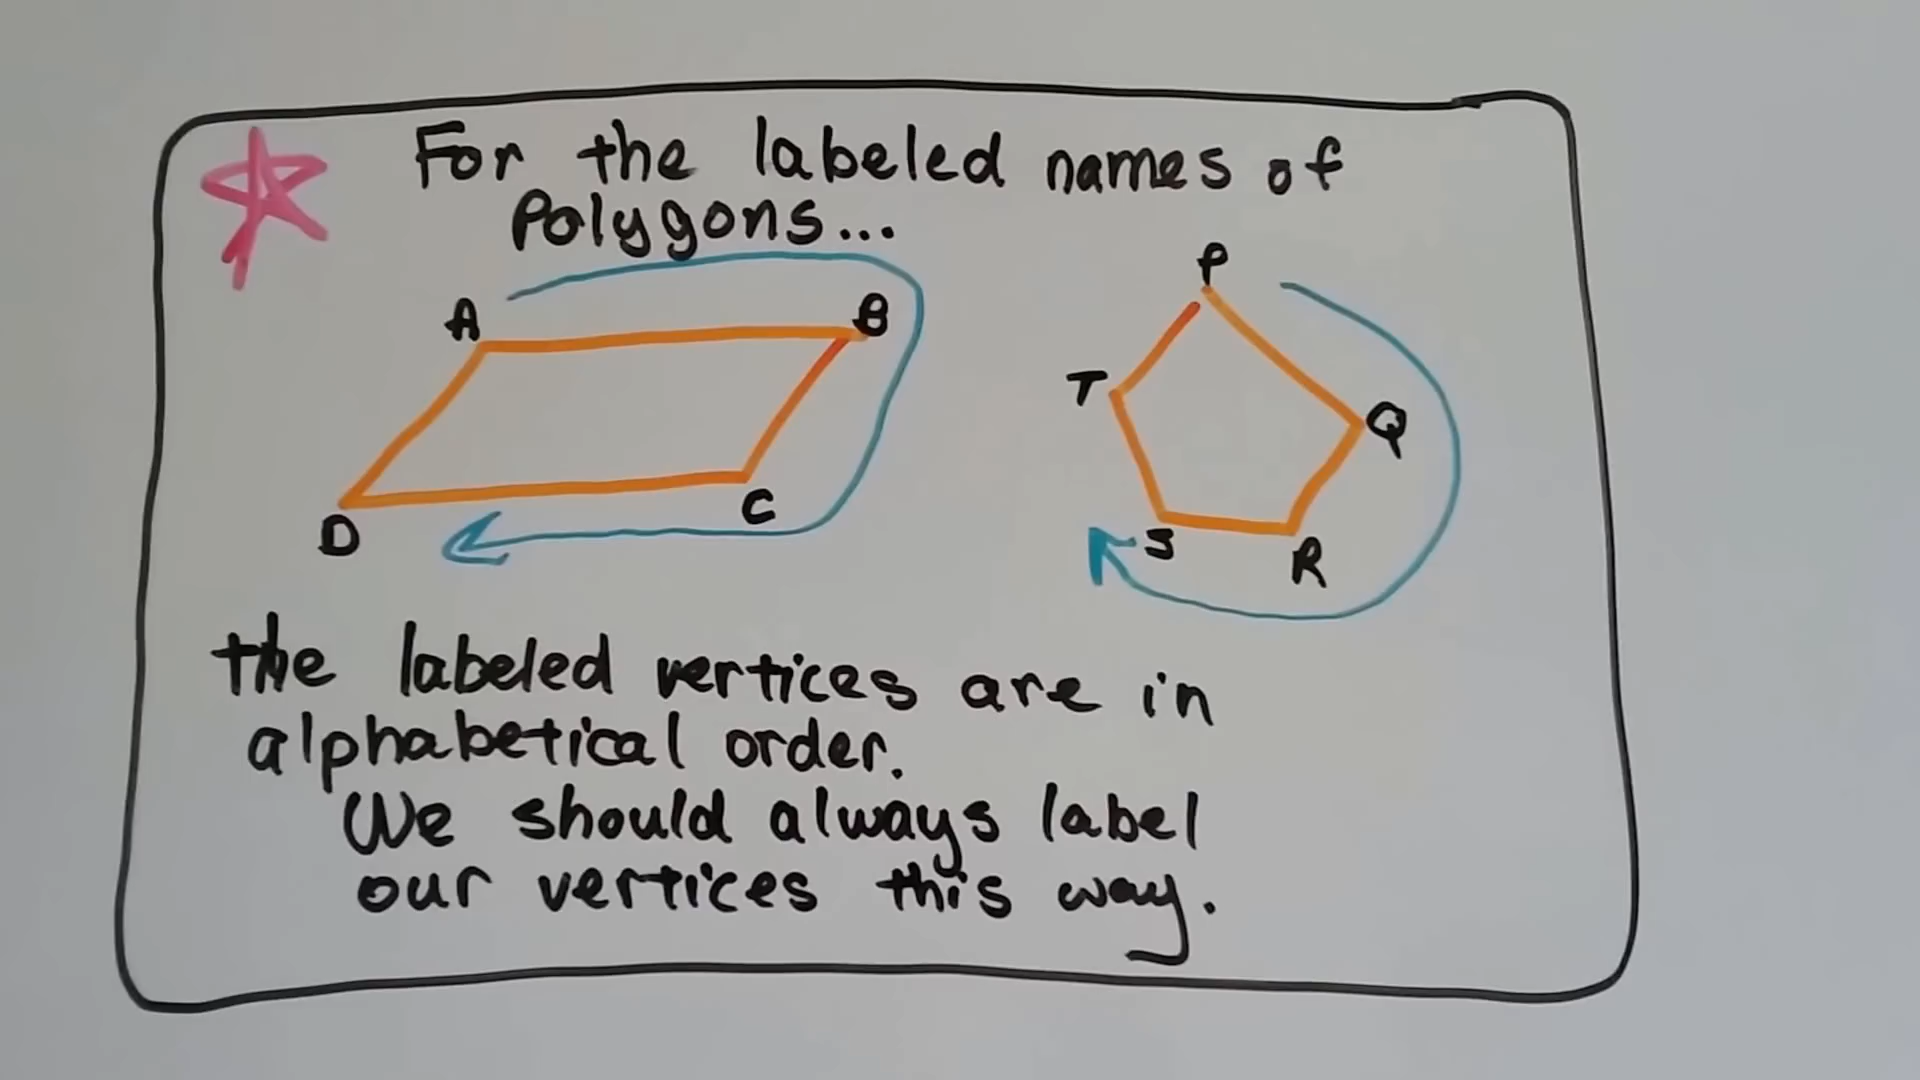 For the labeled names of
Polygons...
A
B
C
D
P
Q
R
S
T
the labeled vertices are in
alphabetical order.
We should always label
our vertices this way.